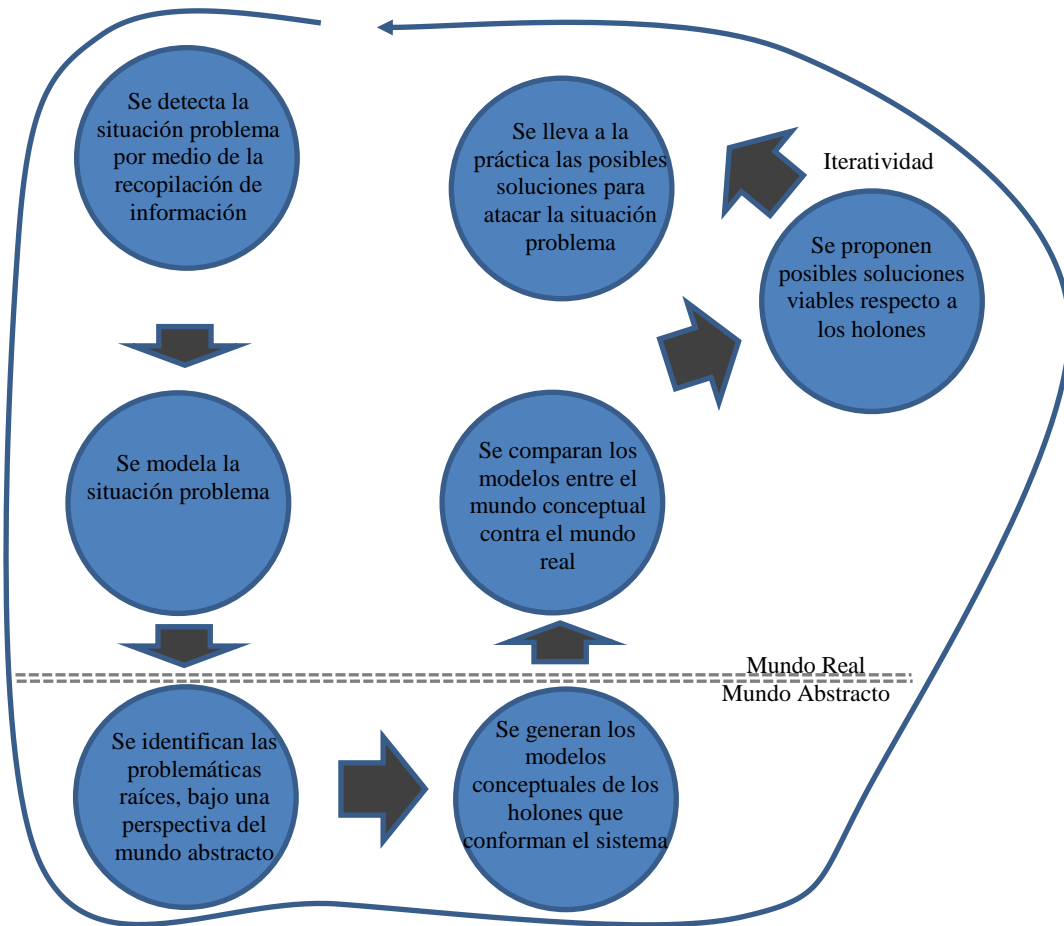 Se detecta la
situación problema
por medio de la
recopilación de
información
Se modela la
situación problema
Se identifican las
problemáticas
raíces, bajo una
perspectiva del
mundo abstracto
Se generan los
modelos
conceptuales de los
holones que
conforman el sistema
Se comparan los
modelos entre el
mundo conceptual
contra el mundo
real
Se proponen
posibles soluciones
viables respecto a
los holones
Se lleva a la
práctica las posibles
soluciones para
atacar la situación
problema
Iteratividad
Mundo Real
Mundo Abstracto